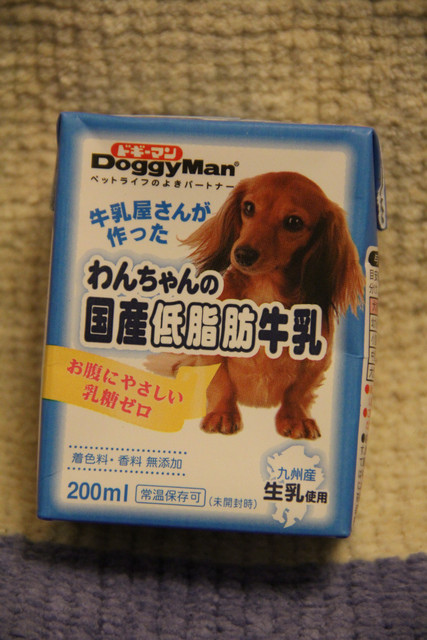 ドギーマン
DoggyMan®
ペットライフのよきパートナー
牛乳屋さんが
作った
わんちゃんの
国産低脂肪牛乳
お腹にやさしい
乳糖ゼロ
着色料・香料 無添加
200ml 常温保存可 (未開封時)
九州産
生乳使用